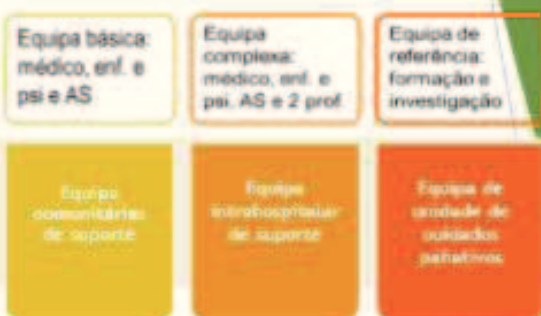 Equipa básica:
médico, enf. e
psi e AS
Equipa
complexa:
médico, enf. e
psi. AS e 2 prof.
Equipa de
referência:
formação e
investigação
Equipa
comunitárias
de suporte
Equipa
intrahospitalar
de suporte
Equipa de
unidade de
cuidados
paliativos